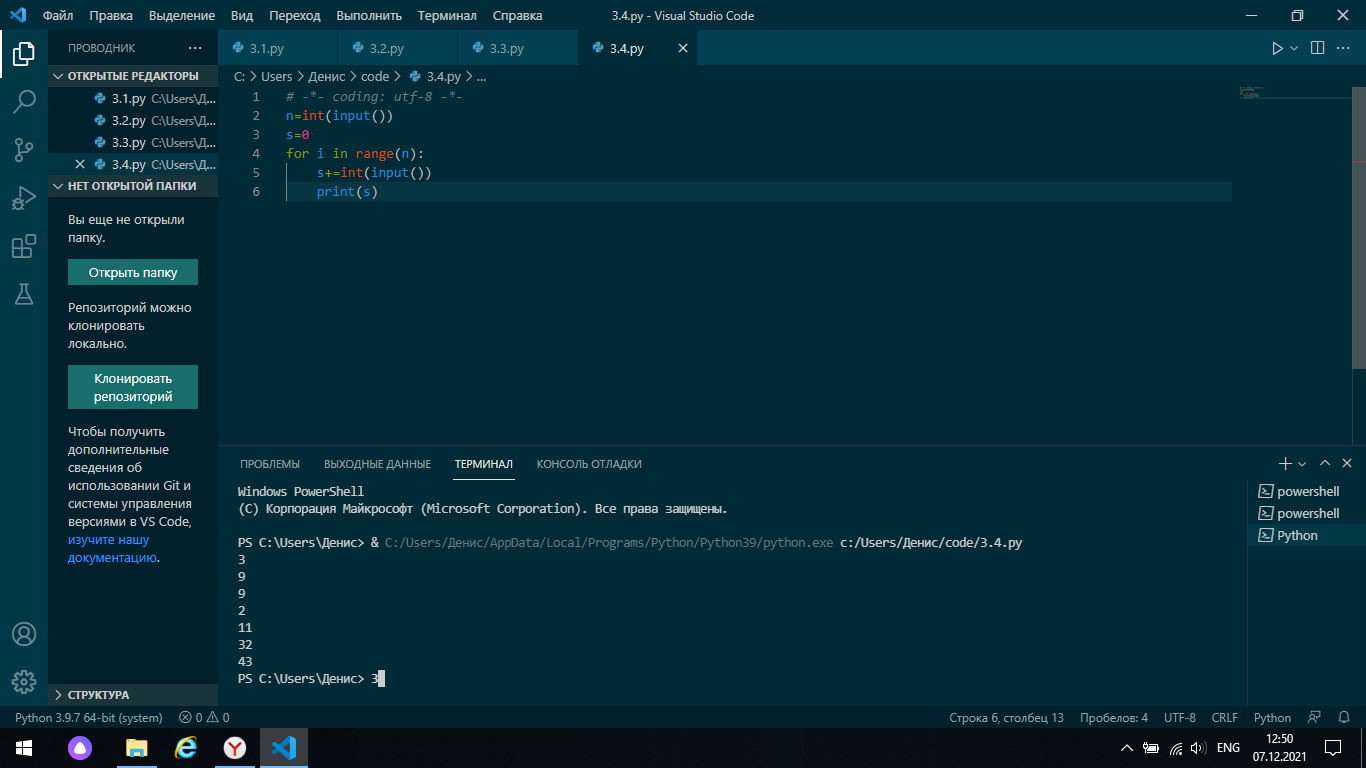 Файл Правка Выделение Вид Переход Выполнить Терминал Справка 3.4.py - Visual Studio Code
ПРОВОДНИК ...
3.1.py 3.2.py 3.3.py 3.4.py
ОТКРЫТЫЕ РЕДАКТОРЫ
3.1.py C:\Users\Д...
3.2.py C:\Users\Д...
3.3.py C:\Users\Д...
3.4.py C:\Users\Д...
НЕТ ОТКРЫТОЙ ПАПКИ
Вы еще не открыли
папку.
Открыть папку
Репозиторий можно
клонировать
локально.
Клонировать
репозиторий
Чтобы получить
дополнительные
сведения об
использовании Git и
системы управления
версиями в VS Code,
изучите нашу
документацию.
СТРУКТУРА
C: > Users > Денис > code > 3.4.py > ...
1 # -*- coding: utf-8 -*-
2 n=int(input())
3 s=0
4 for i in range(n):
5     s+=int(input())
6     print(s)
ПРОБЛЕМЫ ВЫХОДНЫЕ ДАННЫЕ ТЕРМИНАЛ КОНСОЛЬ ОТЛАДКИ
Windows PowerShell
(C) Корпорация Майкрософт (Microsoft Corporation). Все права защищены.
PS C:\Users\Денис> & C:/Users/Денис/AppData/Local/Programs/Python/Python39/python.exe c:/Users/Денис/code/3.4.py
3
9
9
2
11
32
43
PS C:\Users\Денис> 3
powershell
powershell
Python
Python 3.9.7 64-bit (system) 0 0 Строка 6, столбец 13 Пробелов: 4 UTF-8 CRLF Python
ENG 12:50
07.12.2021